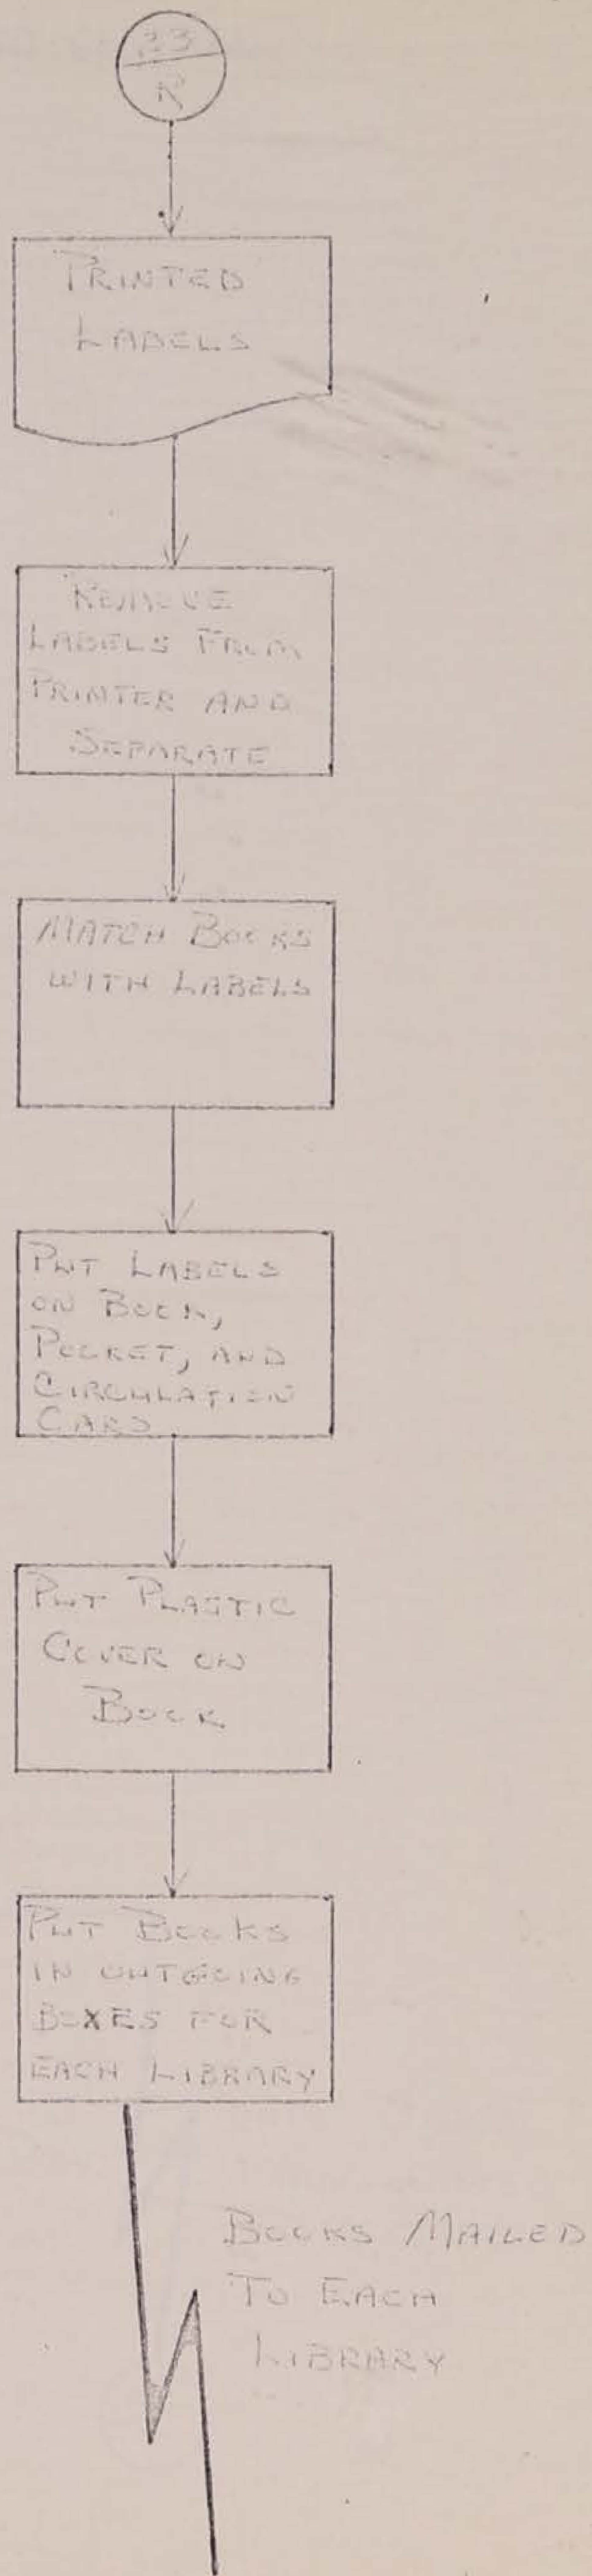 23
R
PRINTED
LABELS
REMOVE
LABELS FROM
PRINTER AND
SEPARATE
MATCH BOOKS
WITH LABELS
PUT LABELS
ON BOOK,
POCKET, AND
CIRCULATION
CARD
PUT PLASTIC
COVER ON
BOOK
PUT BOOKS
IN OUTGOING
BOXES FOR
EACH LIBRARY
BOOKS MAILED
TO EACH
LIBRARY